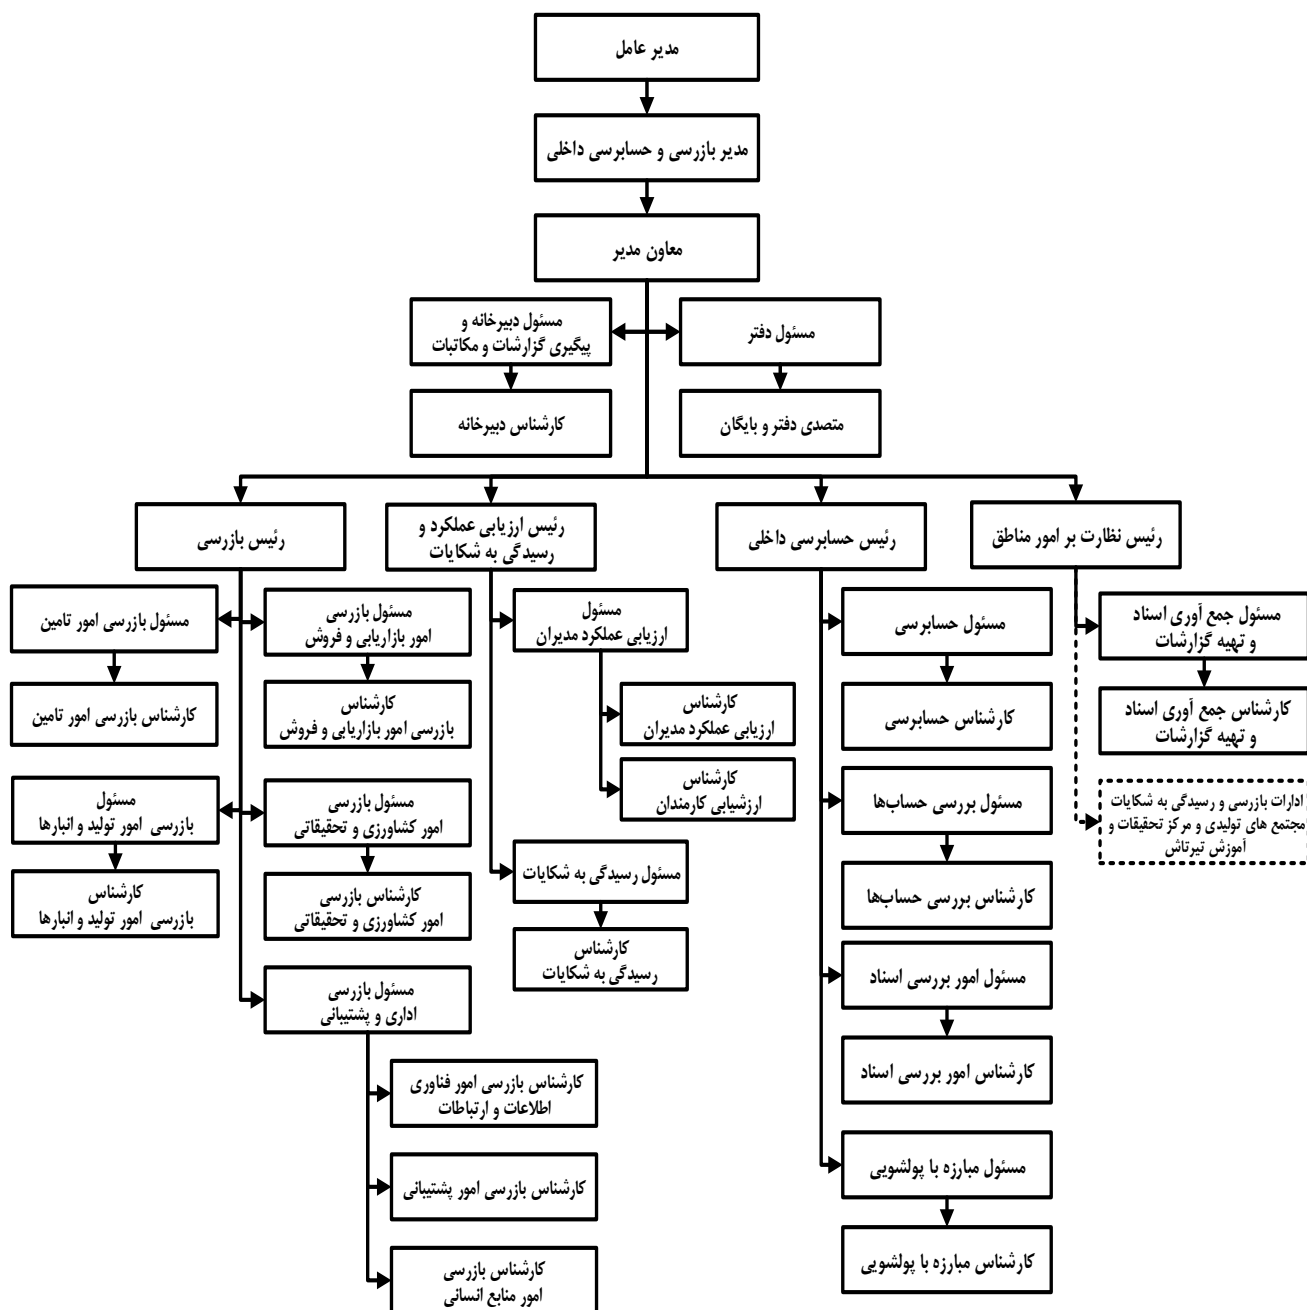 مدیر عامل
مدیر بازرسی و حسابرسی داخلی
معاون مدیر
مسئول دفتر
متصدی دفتر و بایگان
مسئول دبیرخانه و
پیگیری گزارشات و مکاتبات
کارشناس دبیرخانه
رئیس نظارت بر امور مناطق
مسئول جمع آوری اسناد
و تهیه گزارشات
کارشناس جمع آوری اسناد
و تهیه گزارشات
ادارات بازرسی و رسیدگی به شکایات
مجتمع های تولیدی و مرکز تحقیقات و
آموزش تیرتاش
رئیس حسابرسی داخلی
مسئول حسابرسی
کارشناس حسابرسی
مسئول بررسی حساب‌ها
کارشناس بررسی حساب‌ها
مسئول امور بررسی اسناد
کارشناس امور بررسی اسناد
مسئول مبارزه با پولشویی
کارشناس مبارزه با پولشویی
رئیس ارزیابی عملکرد و
رسیدگی به شکایات
مسئول
ارزیابی عملکرد مدیران
کارشناس
ارزیابی عملکرد مدیران
کارشناس
ارزشیابی کارمندان
مسئول رسیدگی به شکایات
کارشناس
رسیدگی به شکایات
رئیس بازرسی
مسئول بازرسی
امور بازاریابی و فروش
کارشناس
بازرسی امور بازاریابی و فروش
مسئول بازرسی امور تامین
کارشناس بازرسی امور تامین
مسئول بازرسی
امور کشاورزی و تحقیقاتی
کارشناس بازرسی
امور کشاورزی و تحقیقاتی
مسئول
بازرسی امور تولید و انبارها
کارشناس
بازرسی امور تولید و انبارها
مسئول بازرسی
اداری و پشتیبانی
کارشناس بازرسی امور فناوری
اطلاعات و ارتباطات
کارشناس بازرسی امور پشتیبانی
کارشناس بازرسی
امور منابع انسانی